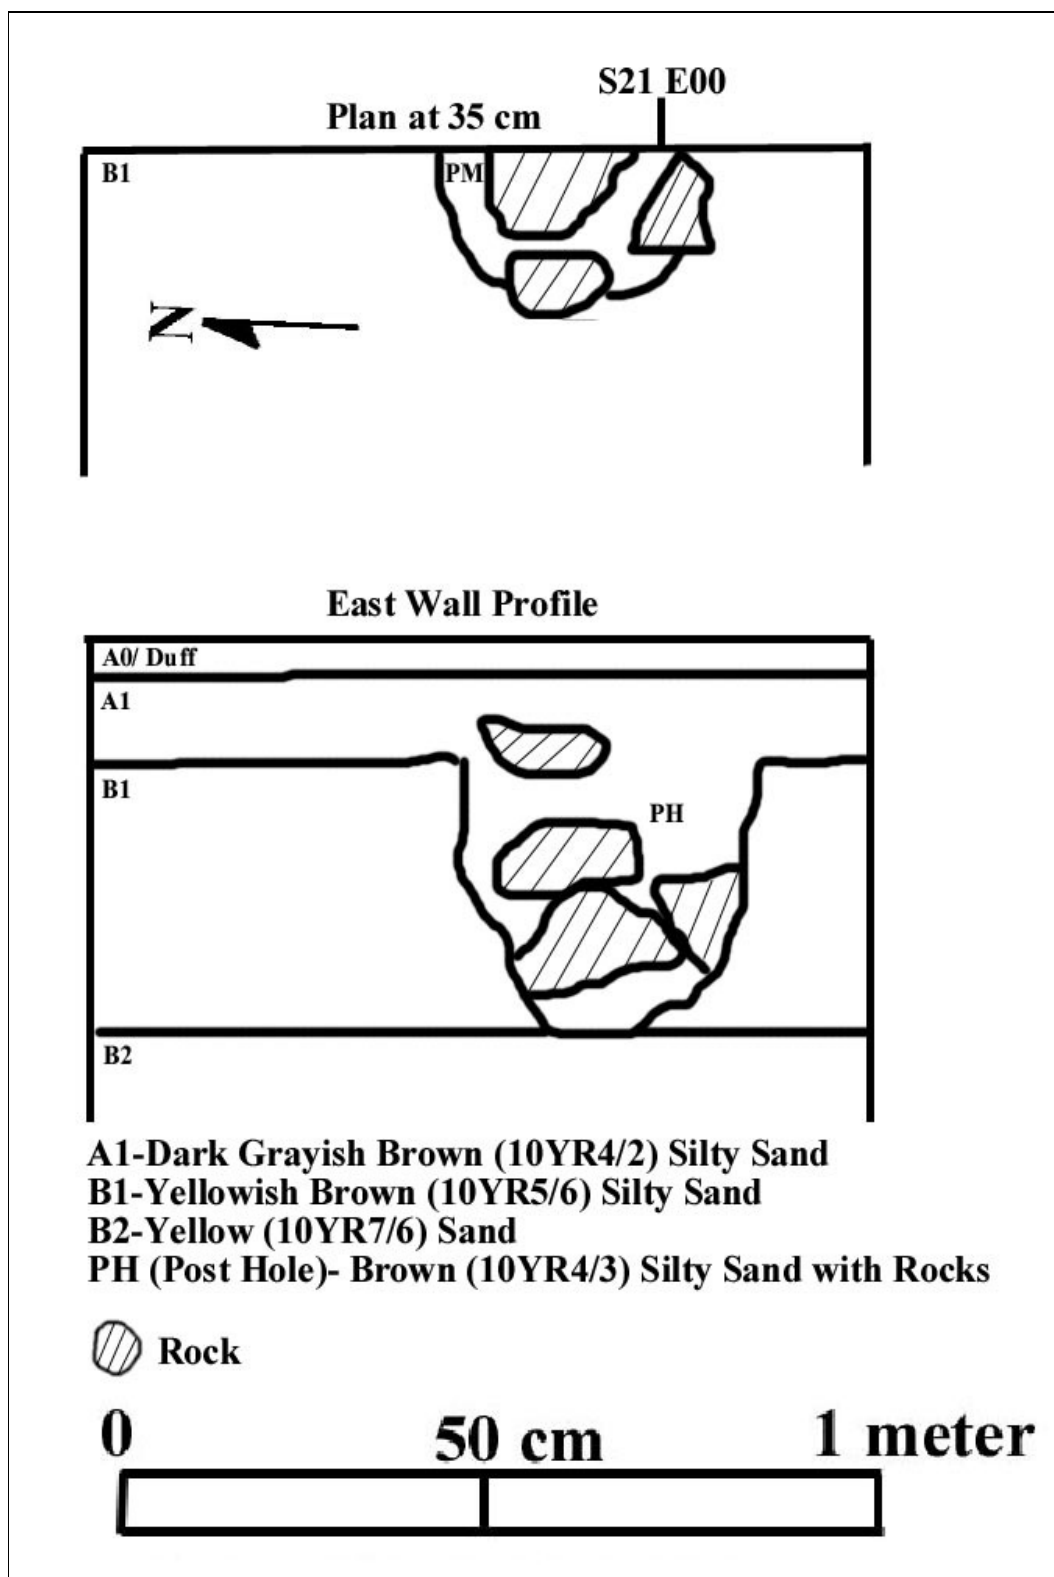 S21 E00
Plan at 35 cm
B1
PM
N
East Wall Profile
A0/ Duff
A1
B1
PH
B2
A1-Dark Grayish Brown (10YR4/2) Silty Sand
B1-Yellowish Brown (10YR5/6) Silty Sand
B2-Yellow (10YR7/6) Sand
PH (Post Hole)- Brown (10YR4/3) Silty Sand with Rocks
Rock
0 50 cm 1 meter